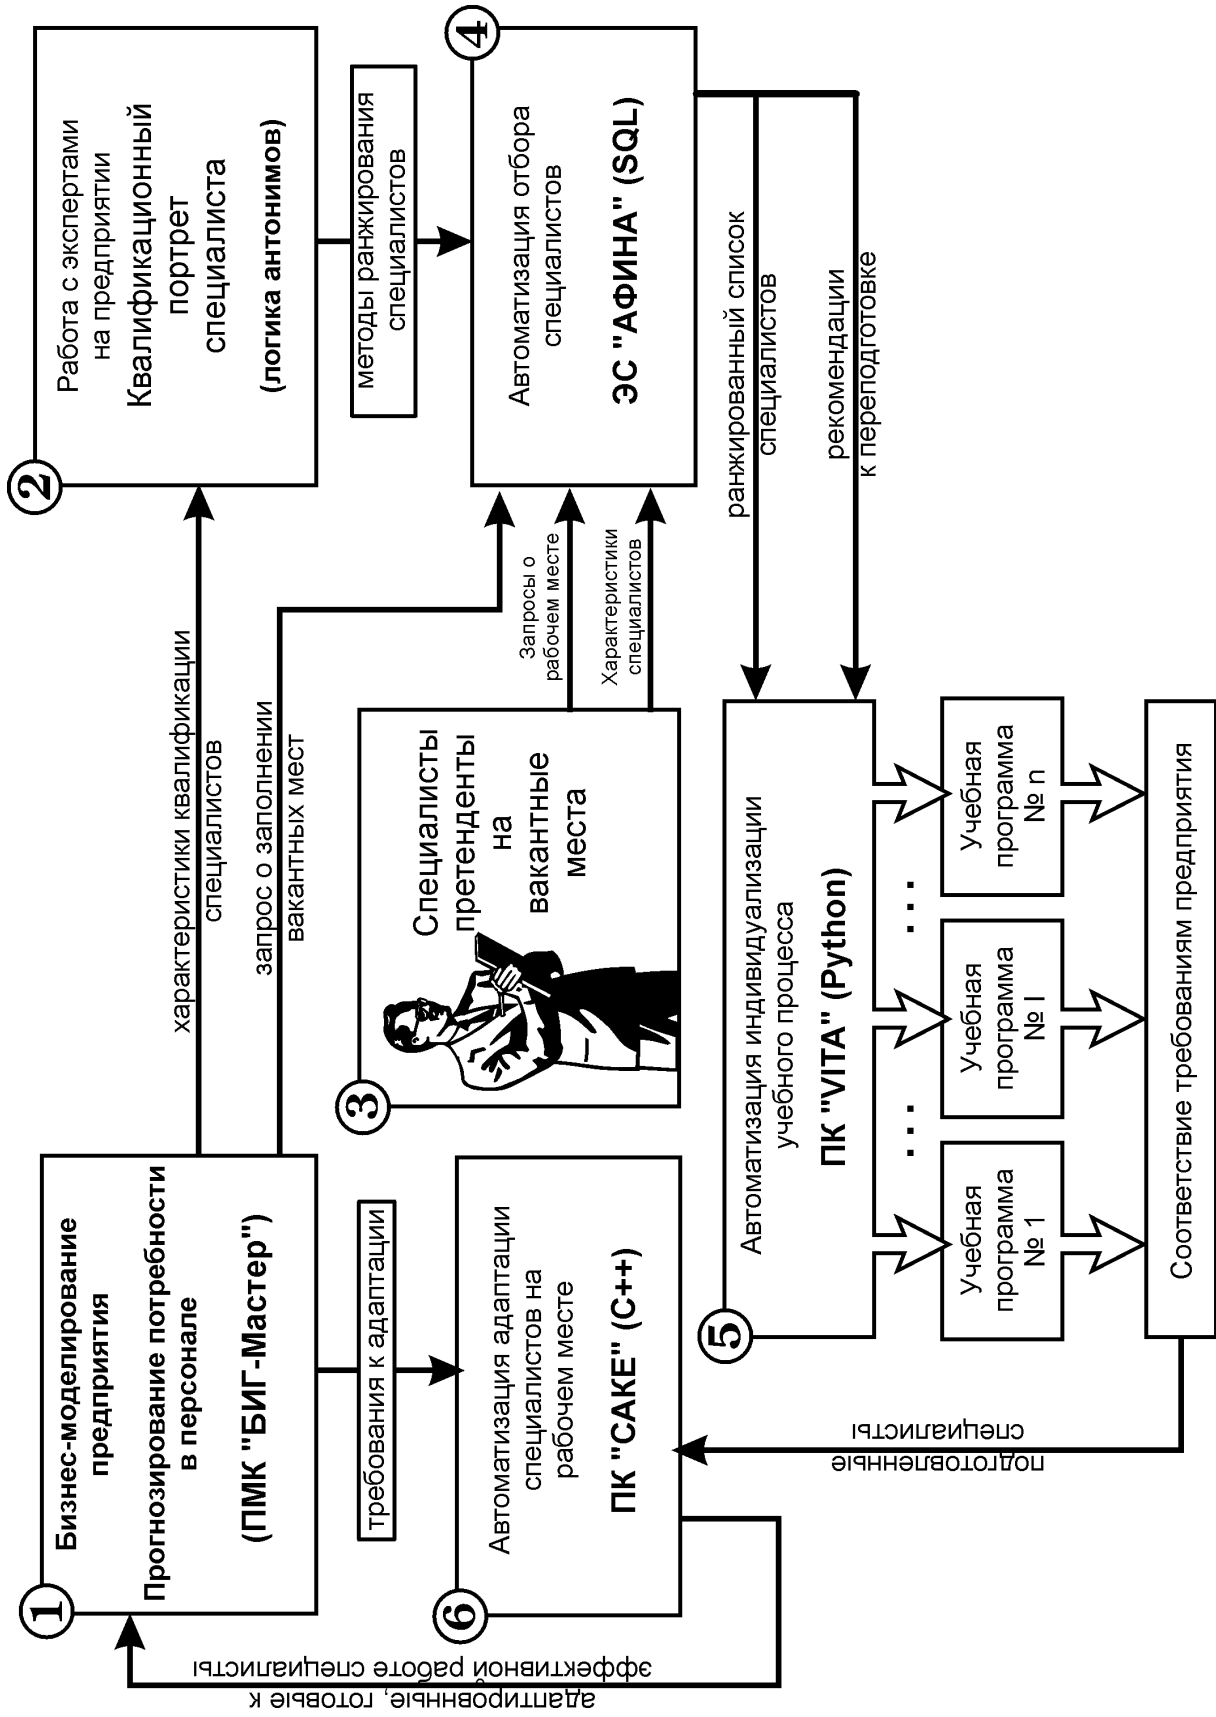 1
Бизнес-моделирование
предприятия
Прогнозирование потребности
в персонале
(ПМК "БИГ-Мастер")
характеристики квалификации
специалистов
запрос о заполнении
вакантных мест
2
Работа с экспертами
на предприятии
Квалификационный
портрет
специалиста
(логика антонимов)
требования к адаптации
методы ранжирования
специалистов
3
Специалисты
претенденты
на
вакантные
места
Запросы о
рабочем месте
Характеристики
специалистов
4
Автоматизация отбора
специалистов
ЭС "АФИНА" (SQL)
6
Автоматизация адаптации
специалистов на
рабочем месте
ПК "САКЕ" (С++)
адаптированные, готовые к
эффективной работе специалисты
ранжированный список
специалистов
рекомендации
к переподготовке
5
Автоматизация индивидуализации
учебного процесса
ПК "VITA" (Python)
подготовленные
специалисты
Учебная
программа
№ 1
. . .
Учебная
программа
№ I
. . .
Учебная
программа
№ n
Соответствие требованиям предприятия